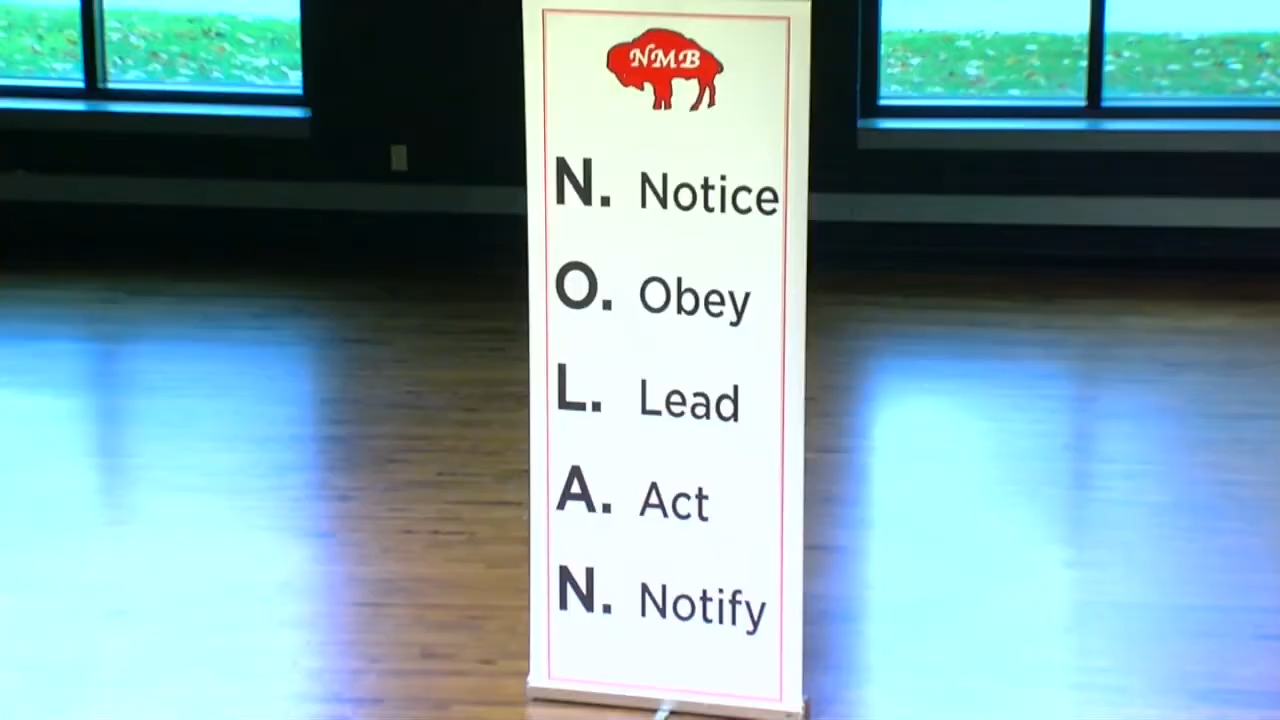 NMB
N. Notice
O. Obey
L. Lead
A. Act
N. Notify